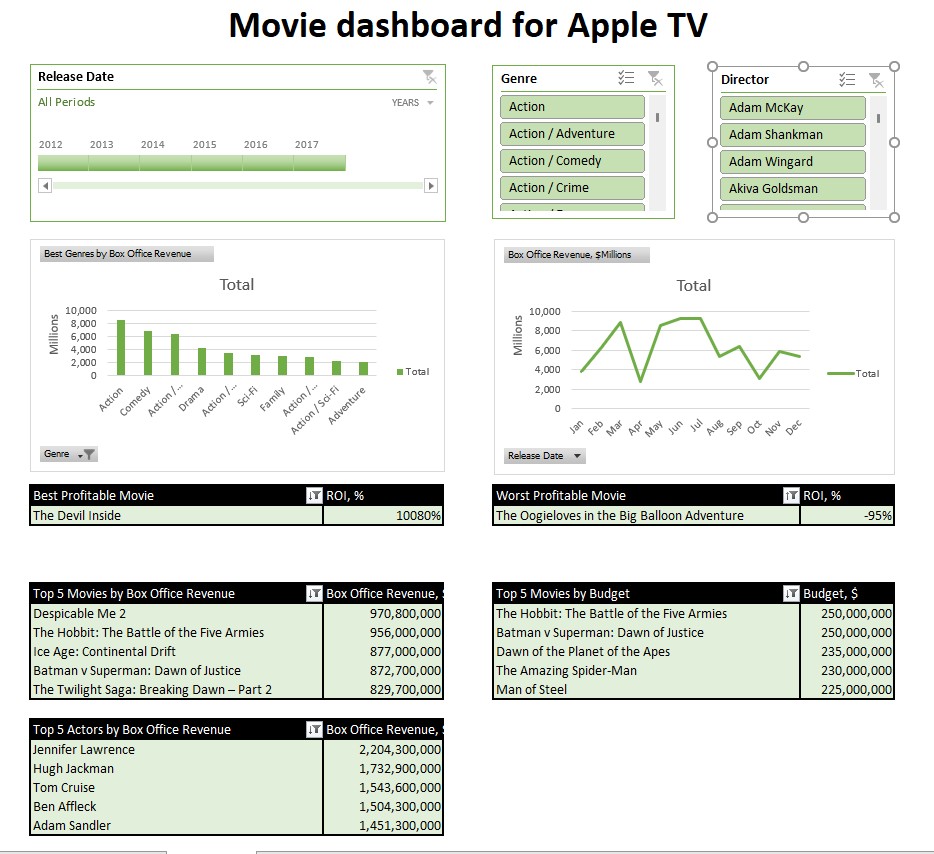 Movie dashboard for Apple TV
Release Date
All Periods YEARS
2012 2013 2014 2015 2016 2017
Genre
Action
Action / Adventure
Action / Comedy
Action / Crime
Director
Adam McKay
Adam Shankman
Adam Wingard
Akiva Goldsman
Best Genres by Box Office Revenue
Total
Millions
10,000
8,000
6,000
4,000
2,000
0
Action
Comedy
Action /...
Drama
Action /...
Sci-Fi
Family
Action /...
Action / Sci-Fi
Adventure
Total
Genre
Box Office Revenue, $Millions
Total
Millions
10,000
8,000
6,000
4,000
2,000
0
Jan
Feb
Mar
Apr
May
Jun
Jul
Aug
Sep
Oct
Nov
Dec
Total
Release Date
Best Profitable Movie ROI, %
The Devil Inside 10080%
Worst Profitable Movie ROI, %
The Oogieloves in the Big Balloon Adventure -95%
Top 5 Movies by Box Office Revenue Box Office Revenue,
Despicable Me 2 970,800,000
The Hobbit: The Battle of the Five Armies 956,000,000
Ice Age: Continental Drift 877,000,000
Batman v Superman: Dawn of Justice 872,700,000
The Twilight Saga: Breaking Dawn – Part 2 829,700,000
Top 5 Movies by Budget Budget, $
The Hobbit: The Battle of the Five Armies 250,000,000
Batman v Superman: Dawn of Justice 250,000,000
Dawn of the Planet of the Apes 235,000,000
The Amazing Spider-Man 230,000,000
Man of Steel 225,000,000
Top 5 Actors by Box Office Revenue Box Office Revenue,
Jennifer Lawrence 2,204,300,000
Hugh Jackman 1,732,900,000
Tom Cruise 1,543,600,000
Ben Affleck 1,504,300,000
Adam Sandler 1,451,300,000